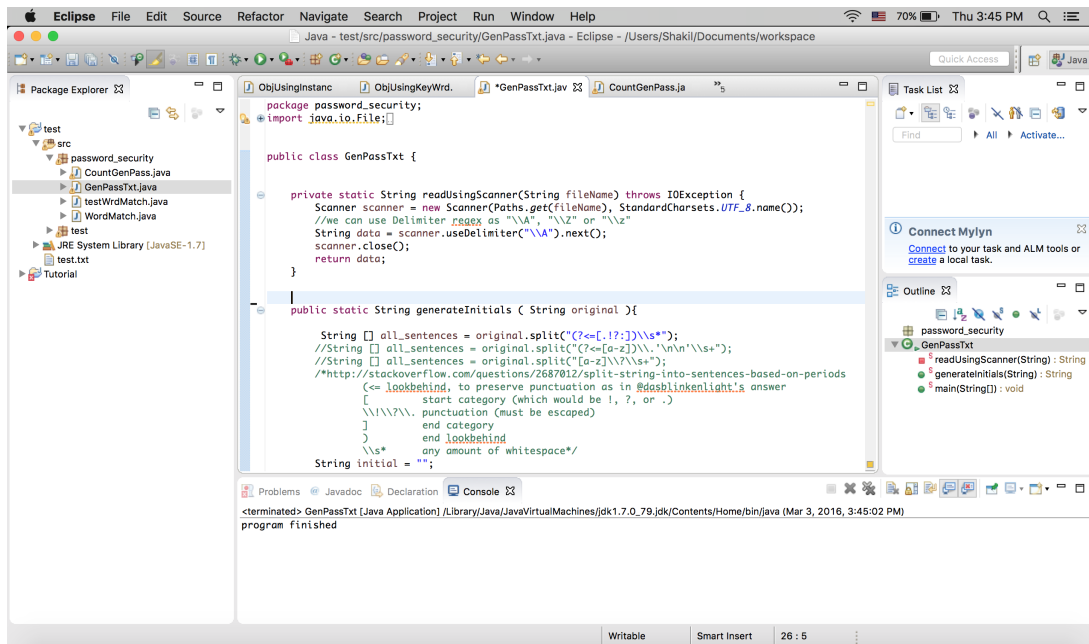 Eclipse File Edit Source Refactor Navigate Search Project Run Window Help 70% Thu 3:45 PM
Java - test/src/password_security/GenPassTxt.java - Eclipse - /Users/Shakil/Documents/workspace
Quick Access Java
Package Explorer
test
src
password_security
CountGenPass.java
GenPassTxt.java
testWrdMatch.java
WordMatch.java
test
JRE System Library [JavaSE-1.7]
test.txt
Tutorial
ObjUsingInstanc ObjUsingKeyWrd. *GenPassTxt.jav CountGenPass.ja »5
package password_security;
import java.io.File;


public class GenPassTxt {


    private static String readUsingScanner(String fileName) throws IOException {
        Scanner scanner = new Scanner(Paths.get(fileName), StandardCharsets.UTF_8.name());
        //we can use Delimiter regex as "\\A", "\\Z" or "\\z"
        String data = scanner.useDelimiter("\\A").next();
        scanner.close();
        return data;
    }


    public static String generateInitials ( String original ){

         String [] all_sentences = original.split("(?<=[.!?:])\\s*");
        //String [] all_sentences = original.split("(?<=[a-z])\\.'\n\n'\\s+");
        //String [] all_sentences = original.split("[a-z]\\?\\s+");
        /*http://stackoverflow.com/questions/2687012/split-string-into-sentences-based-on-periods
                (<= lookbehind, to preserve punctuation as in @dasblinkenlight's answer
                [         start category (which would be !, ?, or .)
                \\!\\?\\. punctuation (must be escaped)
                ]         end category
                )         end lookbehind
                \\s*      any amount of whitespace*/
        String initial = "";
Task List
Find All Activate...
Connect Mylyn
Connect to your task and ALM tools or
create a local task.
Outline
password_security
GenPassTxt
readUsingScanner(String) : String
generateInitials(String) : String
main(String[]) : void
Problems Javadoc Declaration Console
<terminated> GenPassTxt [Java Application] /Library/Java/JavaVirtualMachines/jdk1.7.0_79.jdk/Contents/Home/bin/java (Mar 3, 2016, 3:45:02 PM)
program finished
Writable Smart Insert 26 : 5